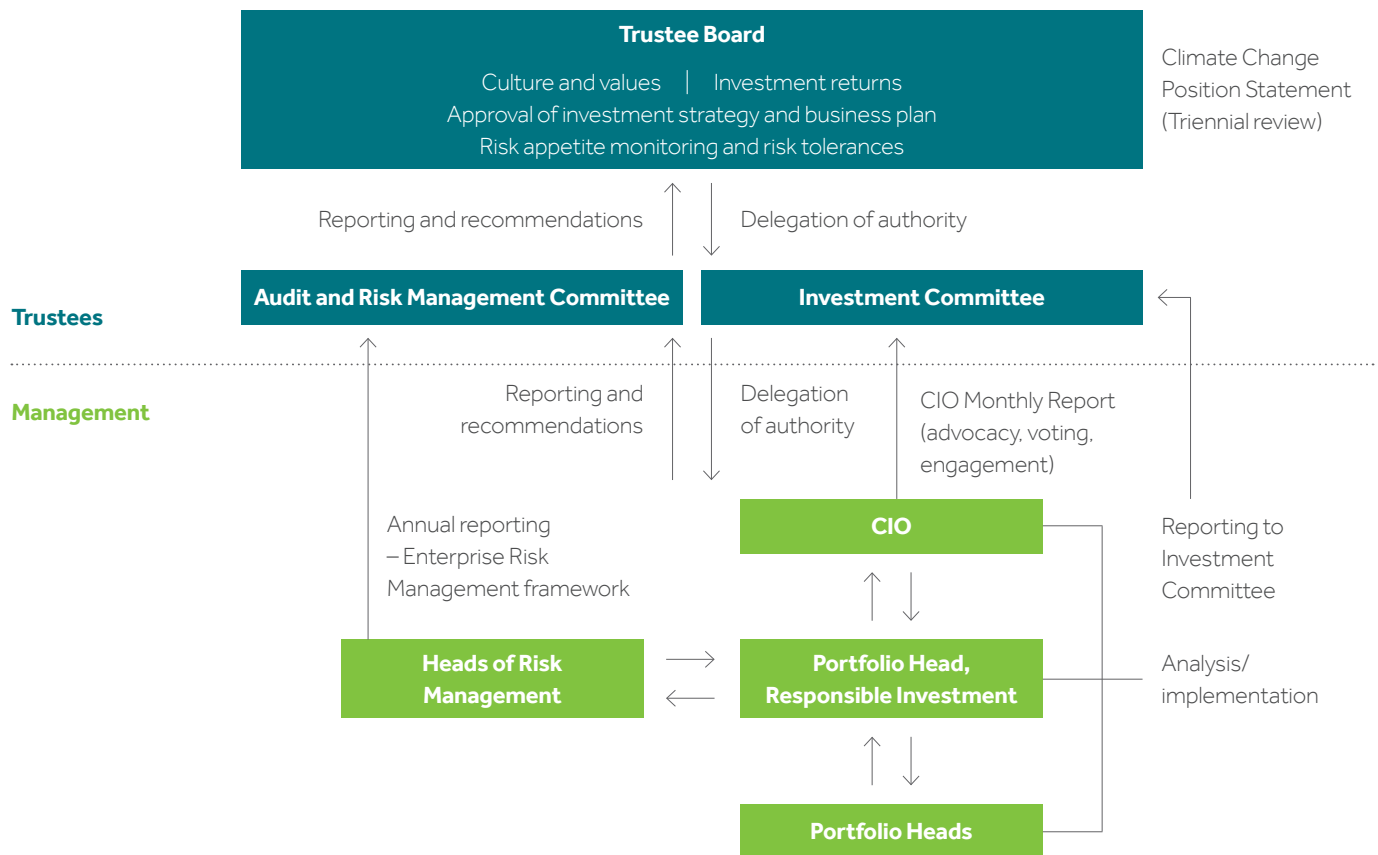 Trustee Board
Culture and values | Investment returns
Approval of investment strategy and business plan
Risk appetite monitoring and risk tolerances
Climate Change
Position Statement
(Triennial review)
Reporting and recommendations
Delegation of authority
Audit and Risk Management Committee
Investment Committee
Trustees
Management
Reporting and
recommendations
Delegation
of authority
CIO Monthly Report
(advocacy, voting,
engagement)
Annual reporting
– Enterprise Risk
Management framework
CIO
Reporting to
Investment
Committee
Heads of Risk
Management
Portfolio Head,
Responsible Investment
Analysis/
implementation
Portfolio Heads